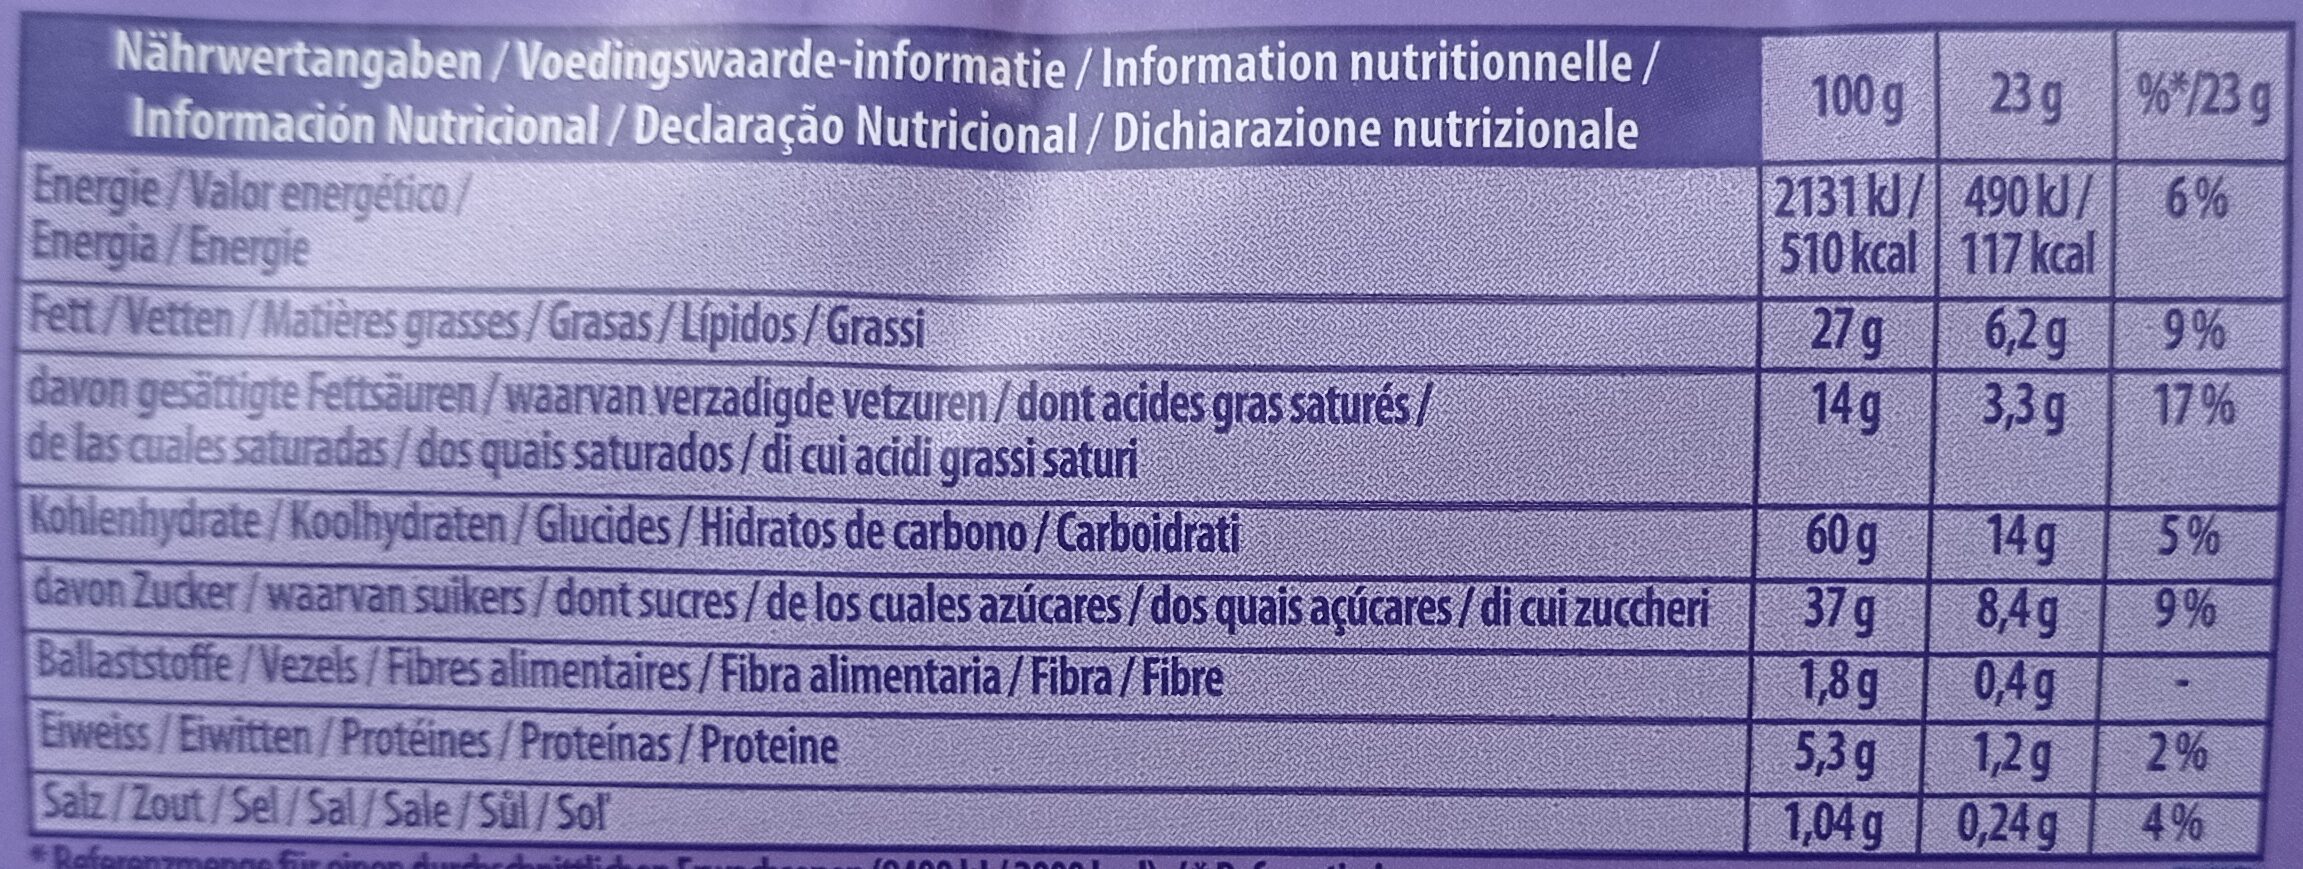 Nährwertangaben / Voedingswaarde-informatie / Information nutritionnelle /
Información Nutricional / Declaração Nutricional / Dichiarazione nutrizionale
100 g 23 g %*/23 g
Energie / Valor energético /
Energia / Energie
2131 kJ / 490 kJ / 6 %
510 kcal 117 kcal
Fett / Vetten / Matières grasses / Grasas / Lípidos / Grassi 27 g 6,2 g 9 %
davon gesättigte Fettsäuren / waarvan verzadigde vetzuren / dont acides gras saturés / 14 g 3,3 g 17 %
de las cuales saturadas / dos quais saturados / di cui acidi grassi saturi
Kohlenhydrate / Koolhydraten / Glucides / Hidratos de carbono / Carboidrati 60 g 14 g 5 %
davon Zucker / waarvan suikers / dont sucres / de los cuales azúcares / dos quais açúcares / di cui zuccheri 37 g 8,4 g 9 %
Ballaststoffe / Vezels / Fibres alimentaires / Fibra alimentaria / Fibra / Fibre 1,8 g 0,4 g -
Eiweiss / Eiwitten / Protéines / Proteínas / Proteine 5,3 g 1,2 g 2 %
Salz / Zout / Sel / Sal / Sale / Sůl / Soľ 1,04 g 0,24 g 4 %
* Referenzmenge für einen durchschnittlichen Erwachsenen